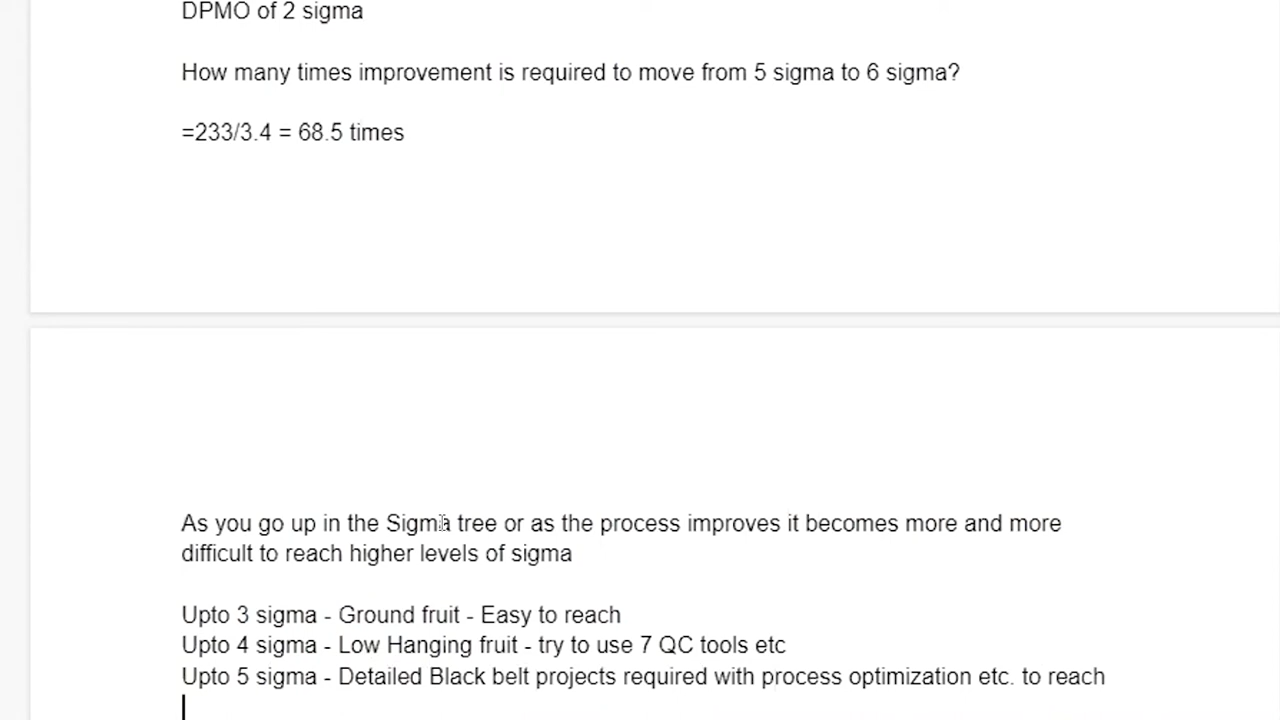 DPMO of 2 sigma
How many times improvement is required to move from 5 sigma to 6 sigma?
=233/3.4 = 68.5 times
As you go up in the Sigma tree or as the process improves it becomes more and more
difficult to reach higher levels of sigma
Upto 3 sigma - Ground fruit - Easy to reach
Upto 4 sigma - Low Hanging fruit - try to use 7 QC tools etc
Upto 5 sigma - Detailed Black belt projects required with process optimization etc. to reach